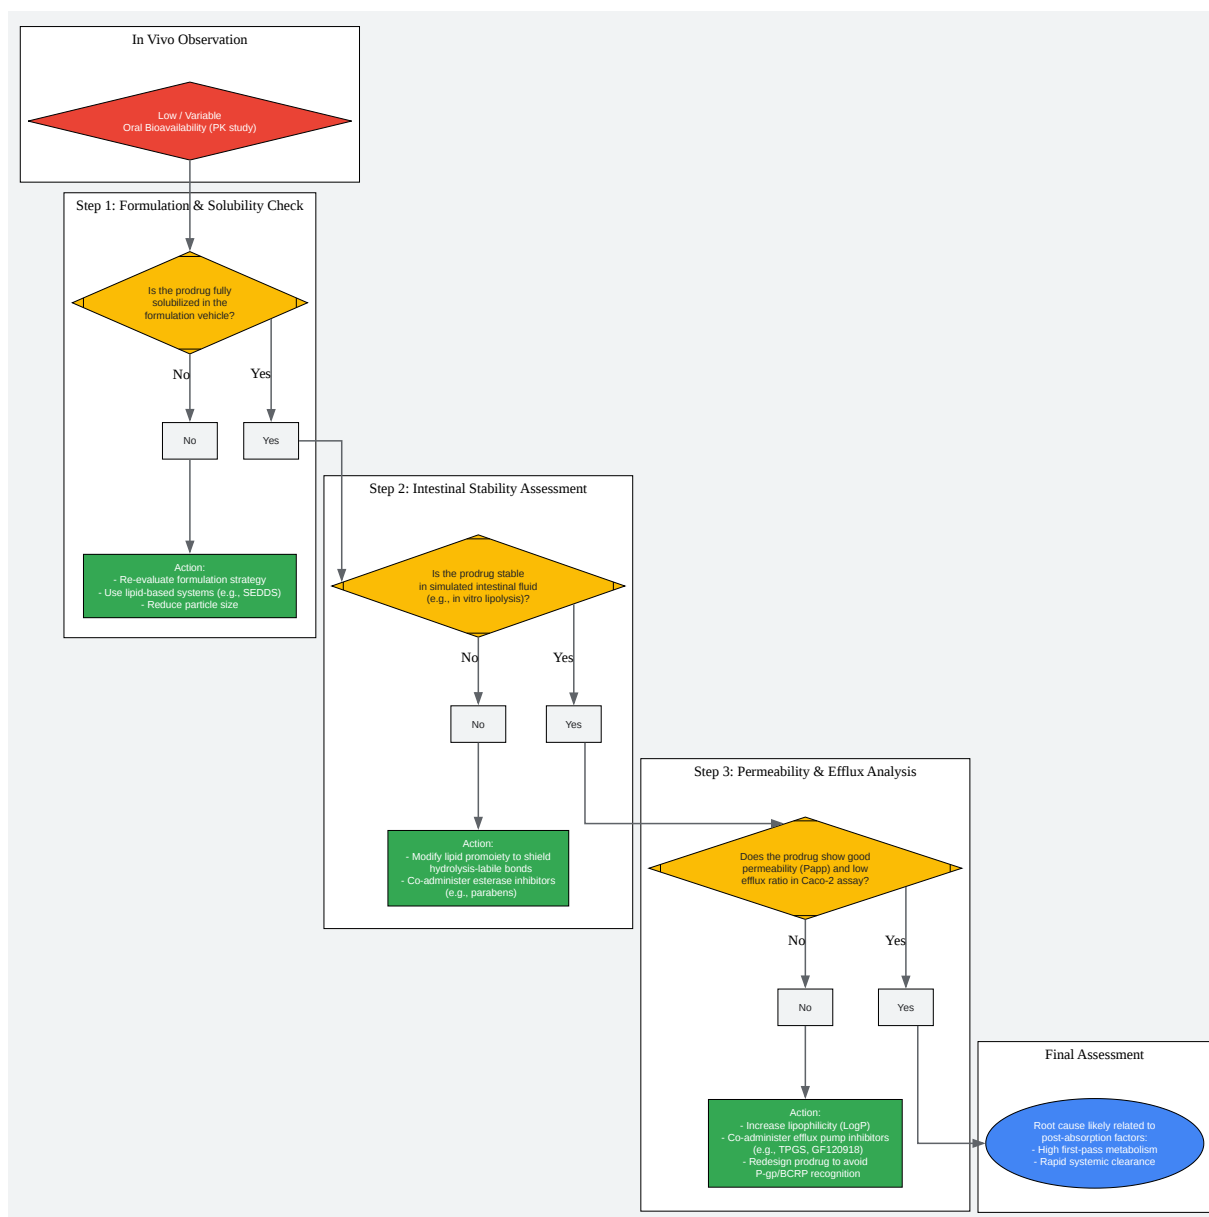 In Vivo Observation
Low / Variable
Oral Bioavailability (PK study)
Step 1: Formulation & Solubility Check
Is the prodrug fully
solubilized in the
formulation vehicle?
No
Yes
No
Yes
Action:
- Re-evaluate formulation strategy
- Use lipid-based systems (e.g., SEDDS)
- Reduce particle size
Step 2: Intestinal Stability Assessment
Is the prodrug stable
in simulated intestinal fluid
(e.g., in vitro lipolysis)?
No
Yes
No
Yes
Action:
- Modify lipid promoiety to shield
hydrolysis-labile bonds
- Co-administer esterase inhibitors
(e.g., parabens)
Step 3: Permeability & Efflux Analysis
Does the prodrug show good
permeability (Papp) and low
efflux ratio in Caco-2 assay?
No
Yes
No
Yes
Action:
- Increase lipophilicity (LogP)
- Co-administer efflux pump inhibitors
(e.g., TPGS, GF120918)
- Redesign prodrug to avoid
P-gp/BCRP recognition
Final Assessment
Root cause likely related to
post-absorption factors:
- High first-pass metabolism
- Rapid systemic clearance